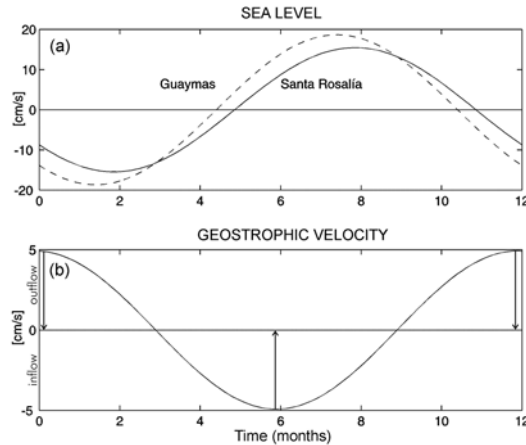 SEA LEVEL
(a)
20
10
0
-10
-20
[cm/s]
Guaymas
Santa Rosalía
0 2 4 6 8 10 12
GEOSTROPHIC VELOCITY
(b)
5
0
-5
[cm/s]
outflow
inflow
0 2 4 6 8 10 12
Time (months)